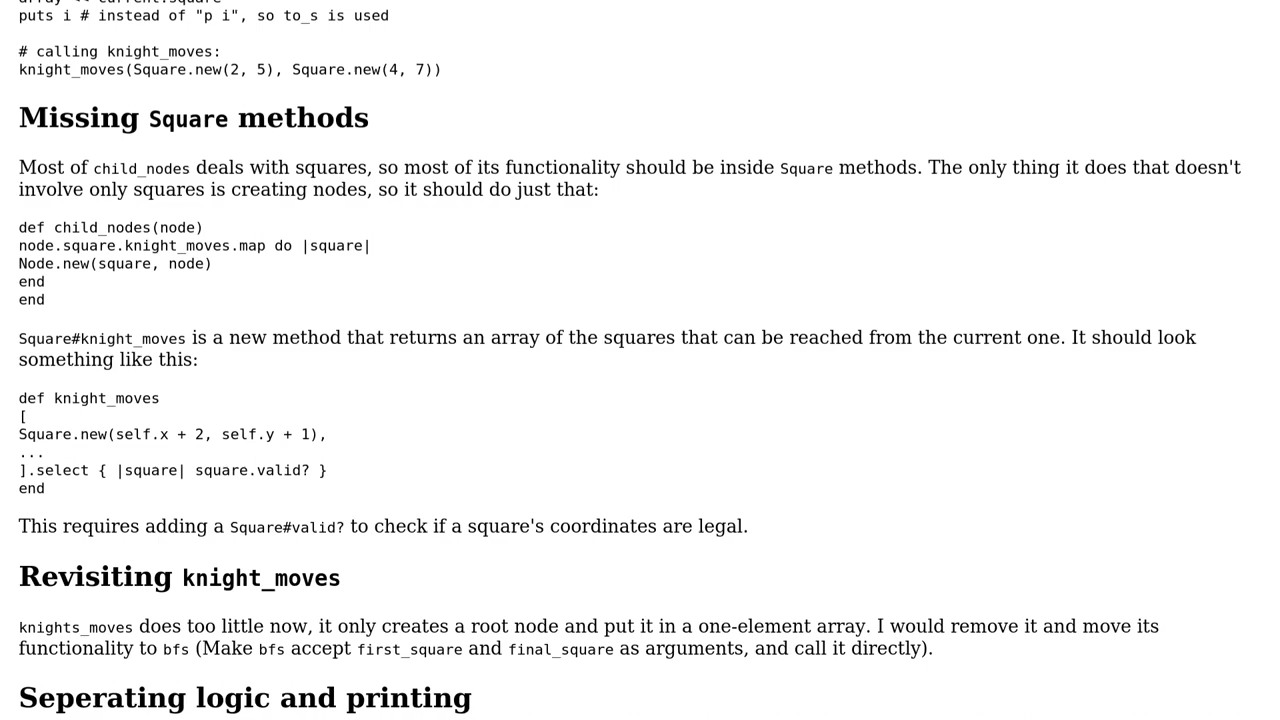 array << current.square
puts i # instead of "p i", so to_s is used
# calling knight_moves:
knight_moves(Square.new(2, 5), Square.new(4, 7))
Missing Square methods
Most of child_nodes deals with squares, so most of its functionality should be inside Square methods. The only thing it does that doesn't
involve only squares is creating nodes, so it should do just that:
def child_nodes(node)
node.square.knight_moves.map do |square|
Node.new(square, node)
end
end
Square#knight_moves is a new method that returns an array of the squares that can be reached from the current one. It should look
something like this:
def knight_moves
[
Square.new(self.x + 2, self.y + 1),
...
].select { |square| square.valid? }
end
This requires adding a Square#valid? to check if a square's coordinates are legal.
Revisiting knight_moves
knights_moves does too little now, it only creates a root node and put it in a one-element array. I would remove it and move its
functionality to bfs (Make bfs accept first_square and final_square as arguments, and call it directly).
Seperating logic and printing